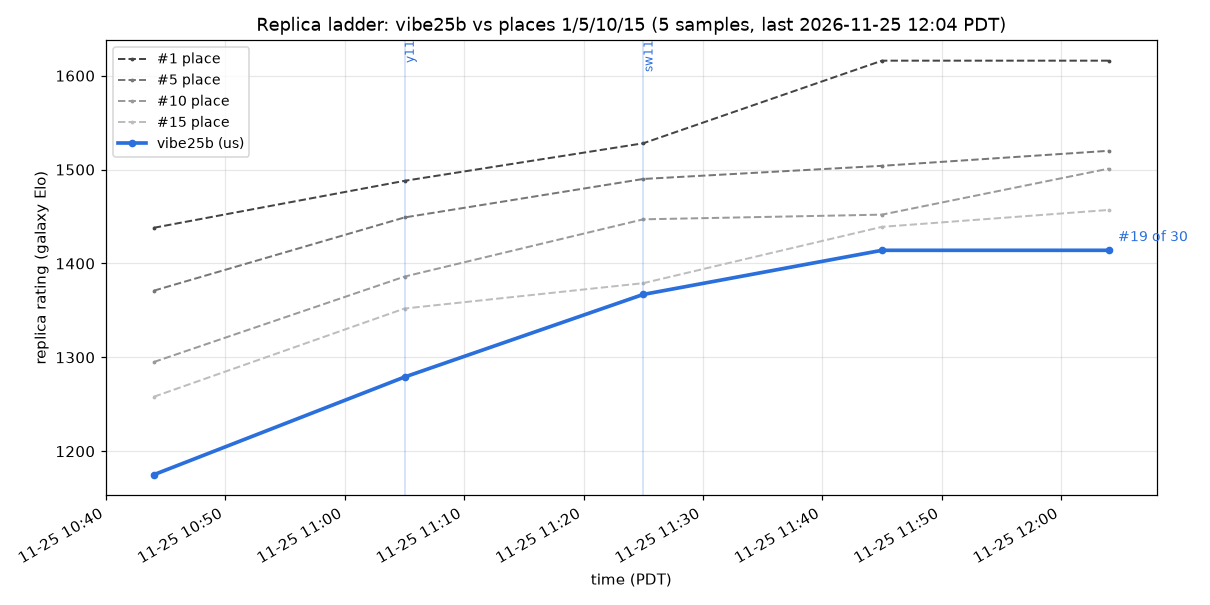 Replica ladder: vibe25b vs places 1/5/10/15 (5 samples, last 2026-11-25 12:04 PDT)
#1 place
#5 place
#10 place
#15 place
vibe25b (us)
y11
sw11
#19 of 30
replica rating (galaxy Elo)
1600
1500
1400
1300
1200
11-25 10:40
11-25 10:50
11-25 11:00
11-25 11:10
11-25 11:20
11-25 11:30
11-25 11:40
11-25 11:50
11-25 12:00
time (PDT)